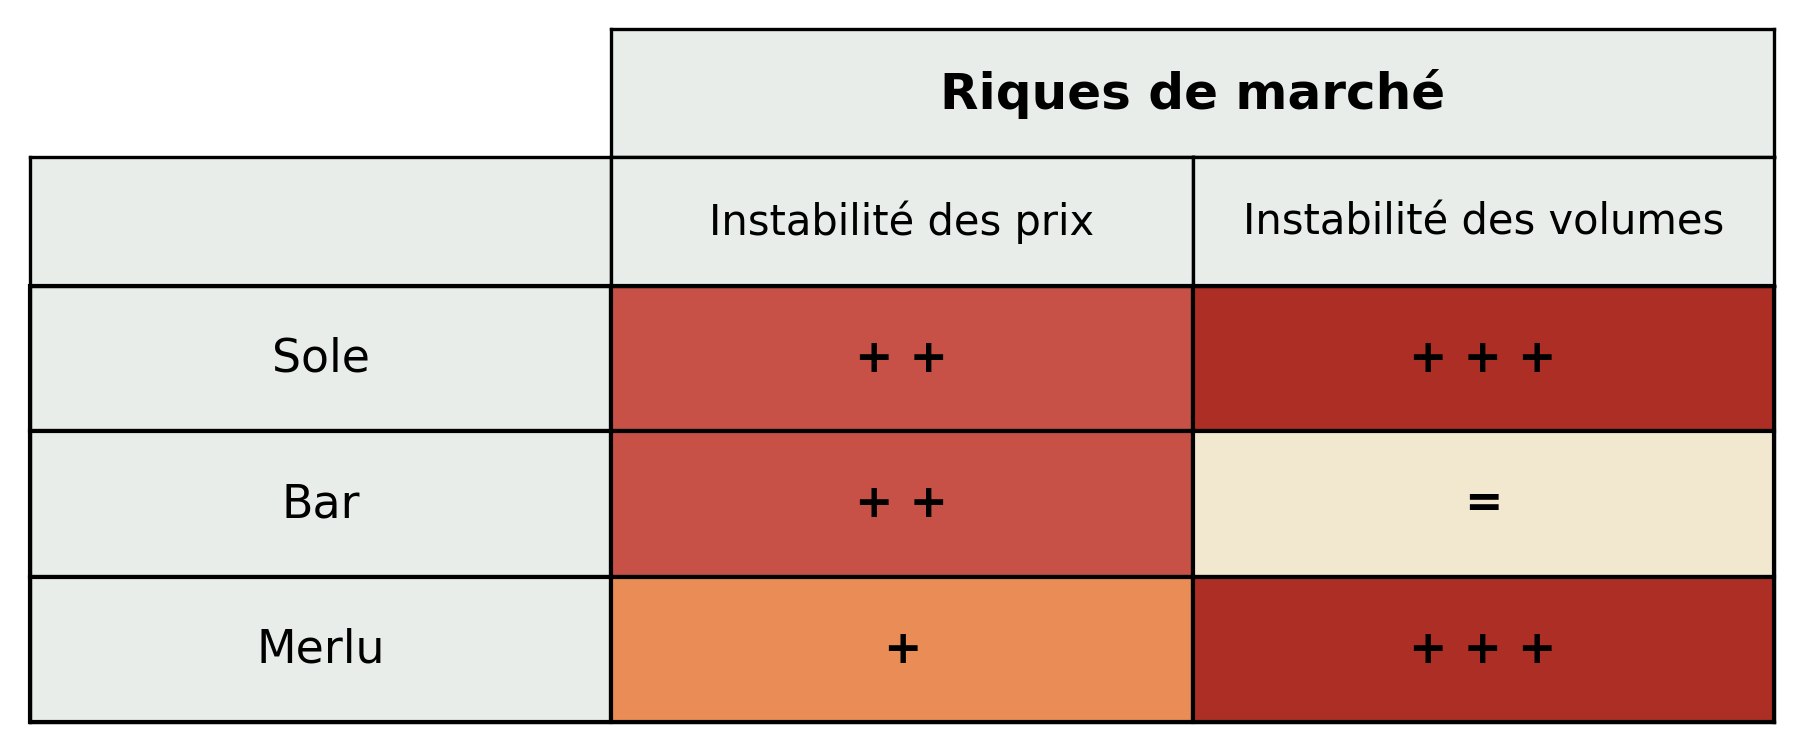 Riques de marché
Instabilité des prix Instabilité des volumes
Sole + + + + +
Bar + + =
Merlu + + + +